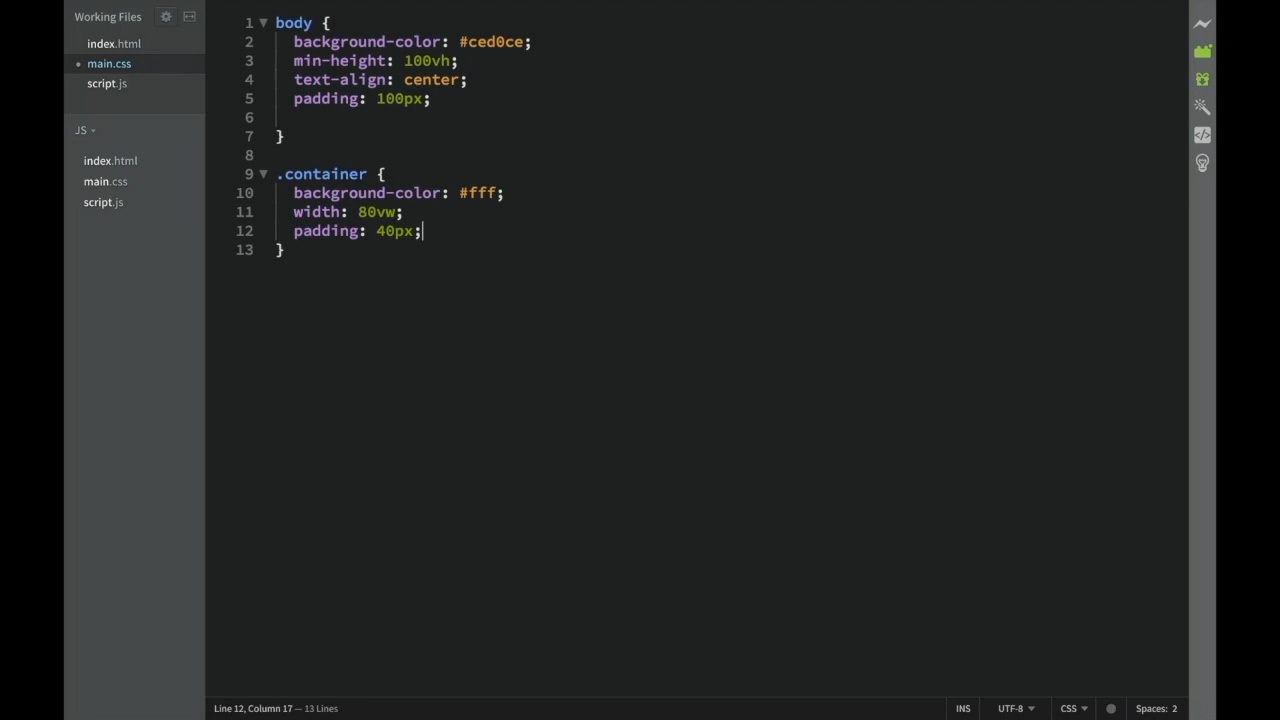 Working Files
index.html
main.css
script.js
JS
index.html
main.css
script.js
1 body {
2 background-color: #ced0ce;
3 min-height: 100vh;
4 text-align: center;
5 padding: 100px;
6
7 }
8
9 .container {
10 background-color: #fff;
11 width: 80vw;
12 padding: 40px;
13 }
Line 12, Column 17 — 13 Lines
INS UTF-8 CSS Spaces: 2